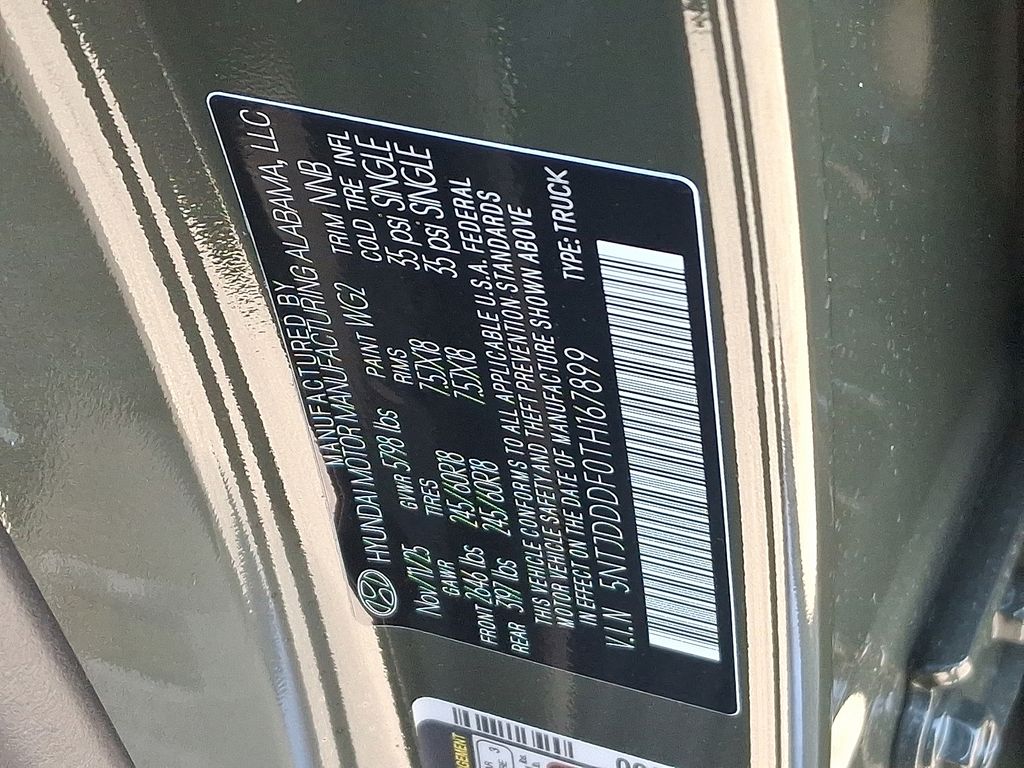 MANUFACTURED BY
HYUNDAI MOTOR MANUFACTURING ALABAMA, LLC
Nov/17/25 GVWR 5798 lbs PAINT WG2 TRIM NNB
GAWR TIRES RIMS COLD TIRE INFL
FRONT 2646 lbs 245/60R18 7.5JX18 35 psi SINGLE
REAR 3197 lbs 245/60R18 7.5JX18 35 psi SINGLE
THIS VEHICLE CONFORMS TO ALL APPLICABLE U.S.A. FEDERAL
MOTOR VEHICLE SAFETY AND THEFT PREVENTION STANDARDS
IN EFFECT ON THE DATE OF MANUFACTURE SHOWN ABOVE
V.I.N 5NTJDDDF0TH167899 TYPE: TRUCK